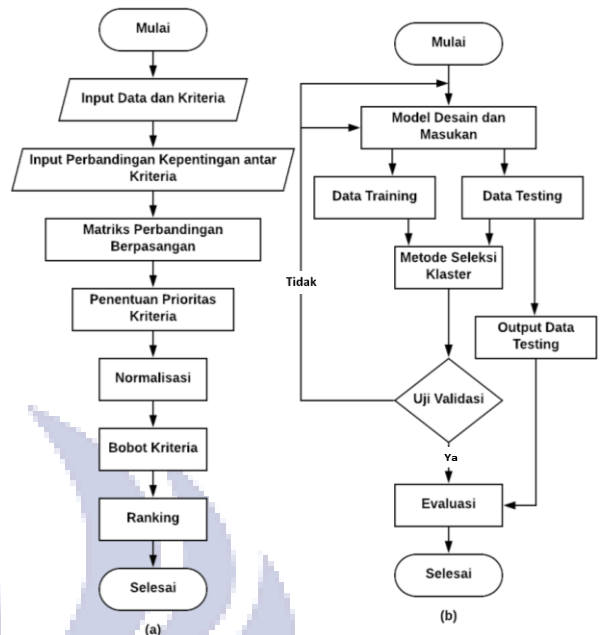 Mulai
Input Data dan Kriteria
Input Perbandingan Kepentingan antar
Kriteria
Matriks Perbandingan
Berpasangan
Penentuan Prioritas
Kriteria
Normalisasi
Bobot Kriteria
Ranking
Selesai
(a)
Mulai
Model Desain dan
Masukan
Data Training
Data Testing
Metode Seleksi
Klaster
Tidak
Output Data
Testing
Uji Validasi
Ya
Evaluasi
Selesai
(b)